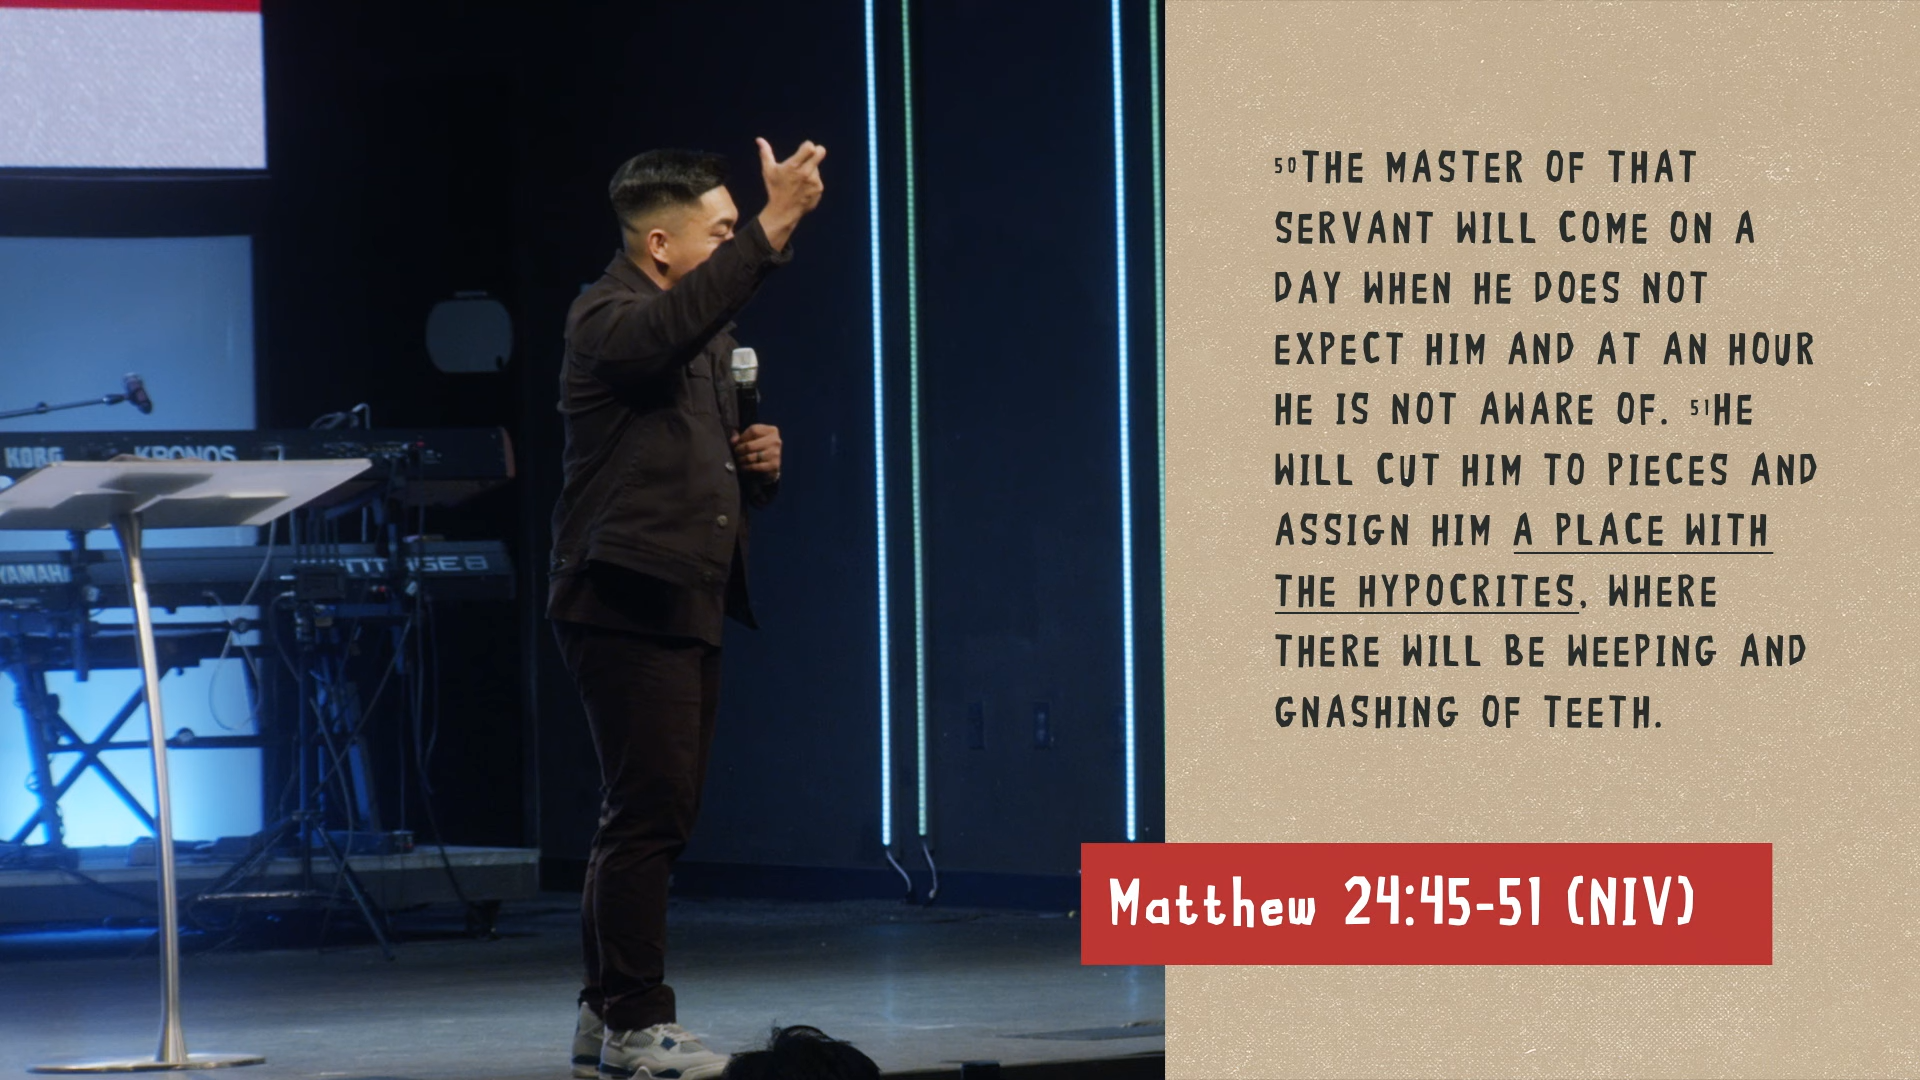 ⁵⁰THE MASTER OF THAT
SERVANT WILL COME ON A
DAY WHEN HE DOES NOT
EXPECT HIM AND AT AN HOUR
HE IS NOT AWARE OF. ⁵¹HE
WILL CUT HIM TO PIECES AND
ASSIGN HIM A PLACE WITH
THE HYPOCRITES, WHERE
THERE WILL BE WEEPING AND
GNASHING OF TEETH.
Matthew 24:45-51 (NIV)
KORG KRONOS
YAMAHA